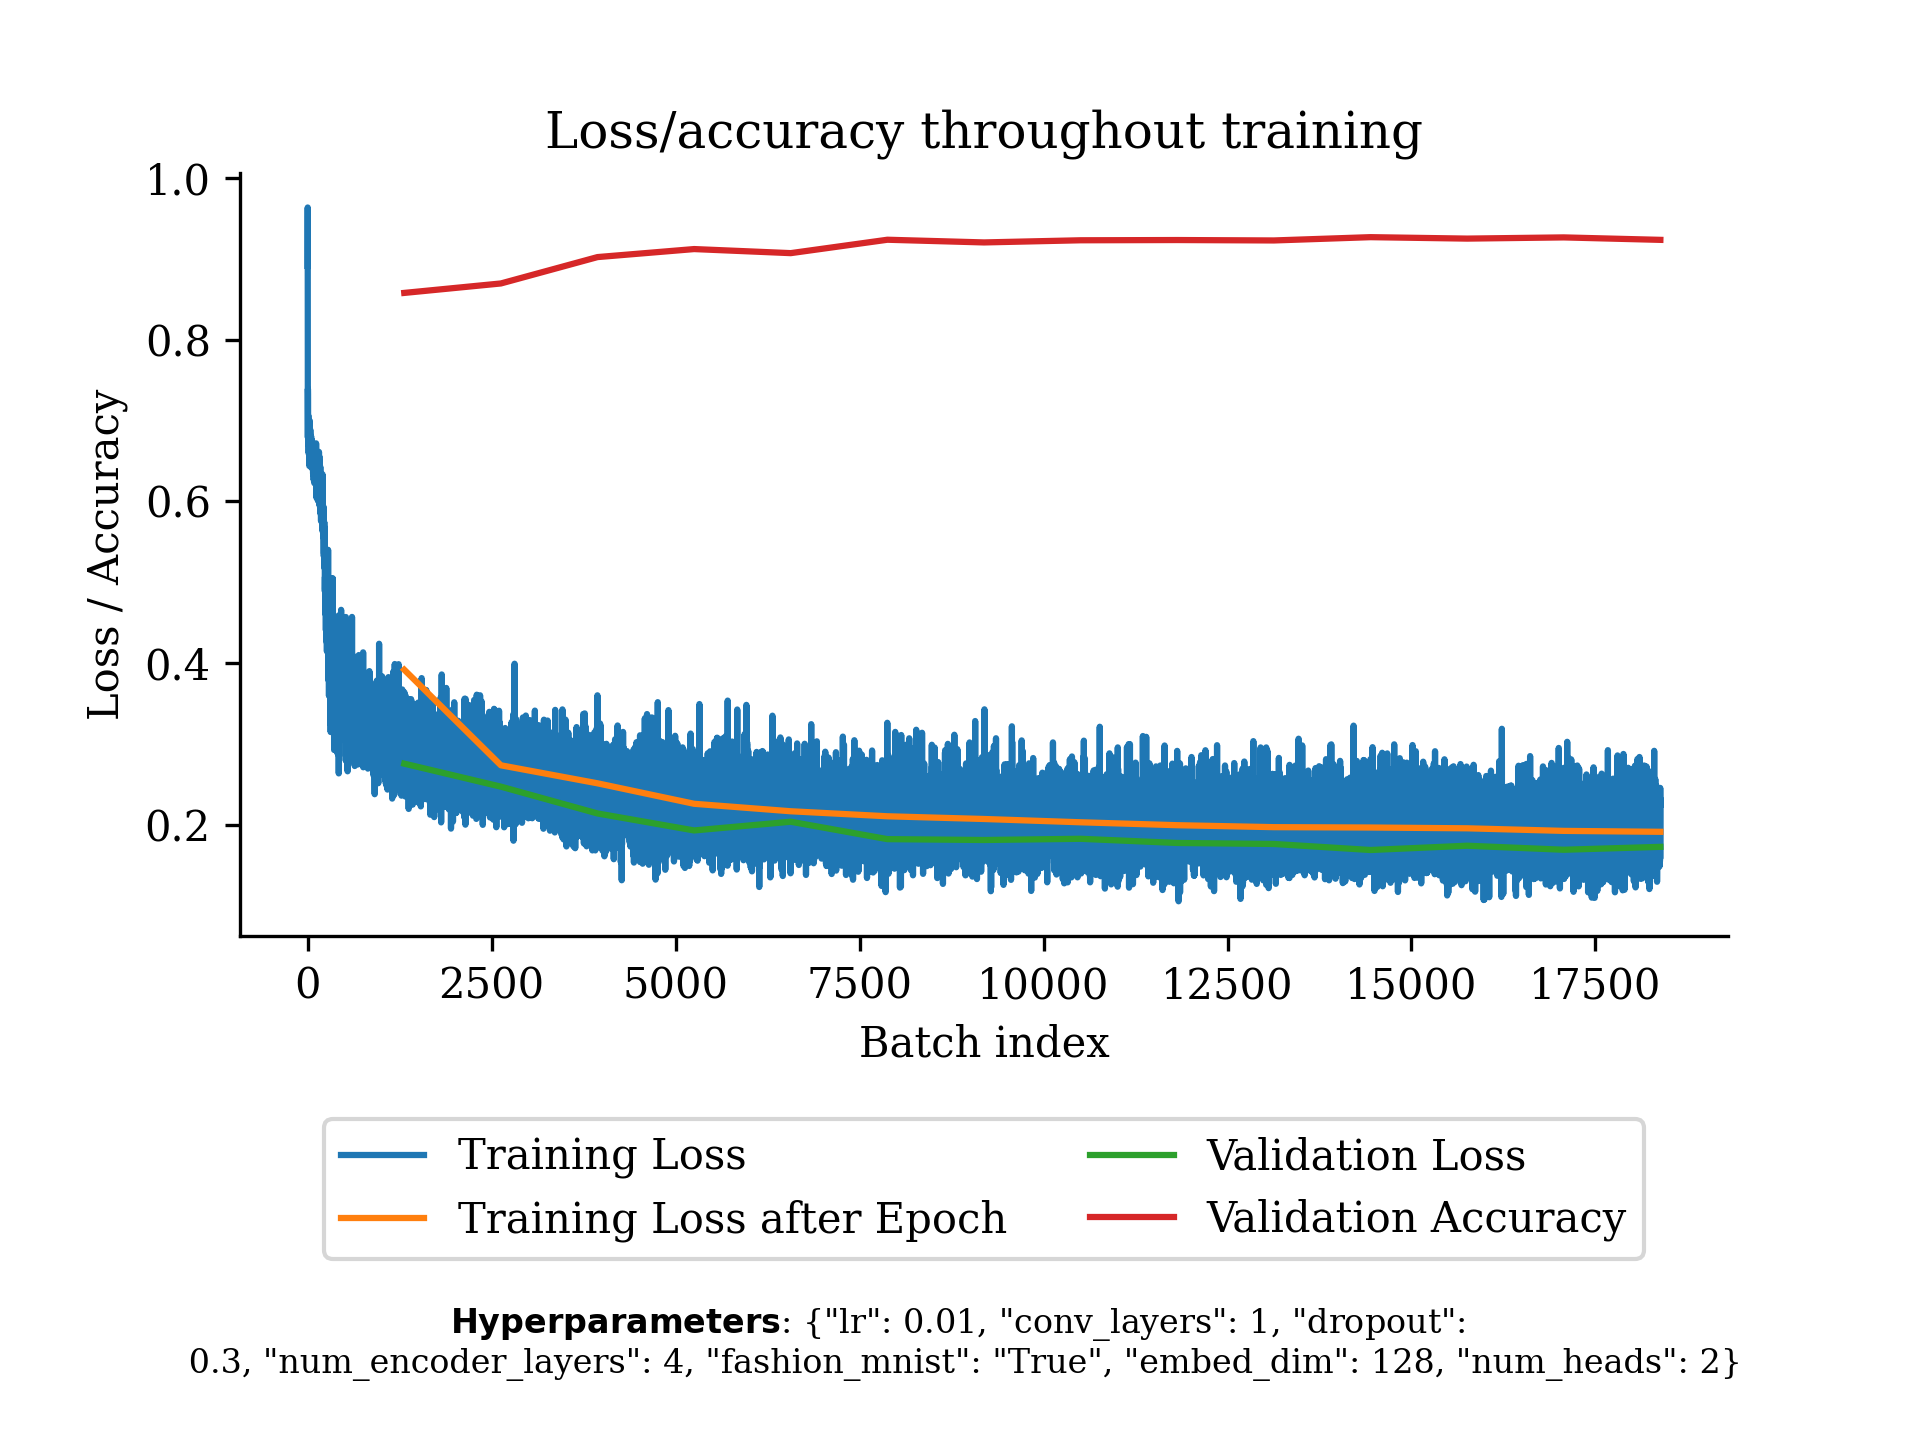 Loss/accuracy throughout training
Loss / Accuracy
1.0
0.8
0.6
0.4
0.2
0 2500 5000 7500 10000 12500 15000 17500
Batch index
Training Loss
Training Loss after Epoch
Validation Loss
Validation Accuracy
Hyperparameters: {"lr": 0.01, "conv_layers": 1, "dropout":
0.3, "num_encoder_layers": 4, "fashion_mnist": "True", "embed_dim": 128, "num_heads": 2}